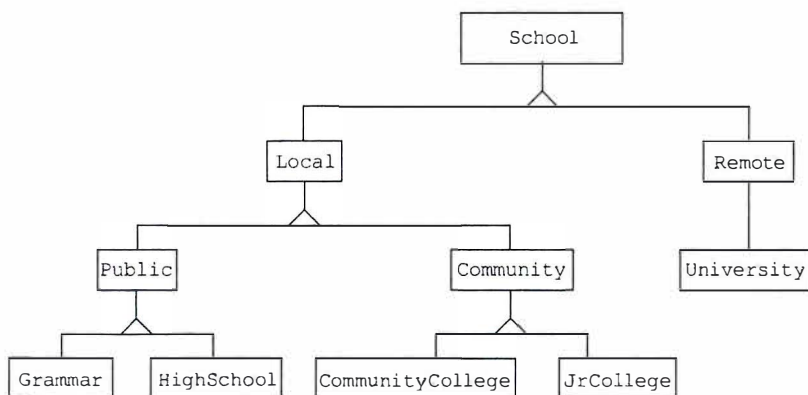 School
Local
Remote
Public
Community
University
Grammar
HighSchool
CommunityCollege
JrCollege